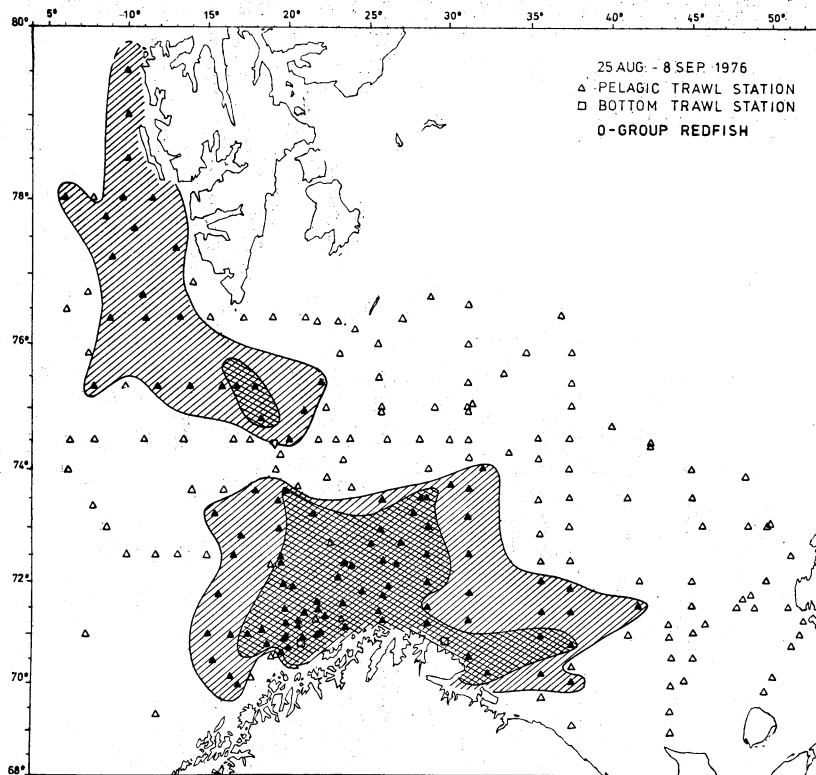 80°
5° 10° 15° 20° 25° 30° 35° 40° 45° 50°
25 AUG. - 8 SEP. 1976
△ PELAGIC TRAWL STATION
□ BOTTOM TRAWL STATION
0-GROUP REDFISH
78°
76°
74°
72°
70°
68°